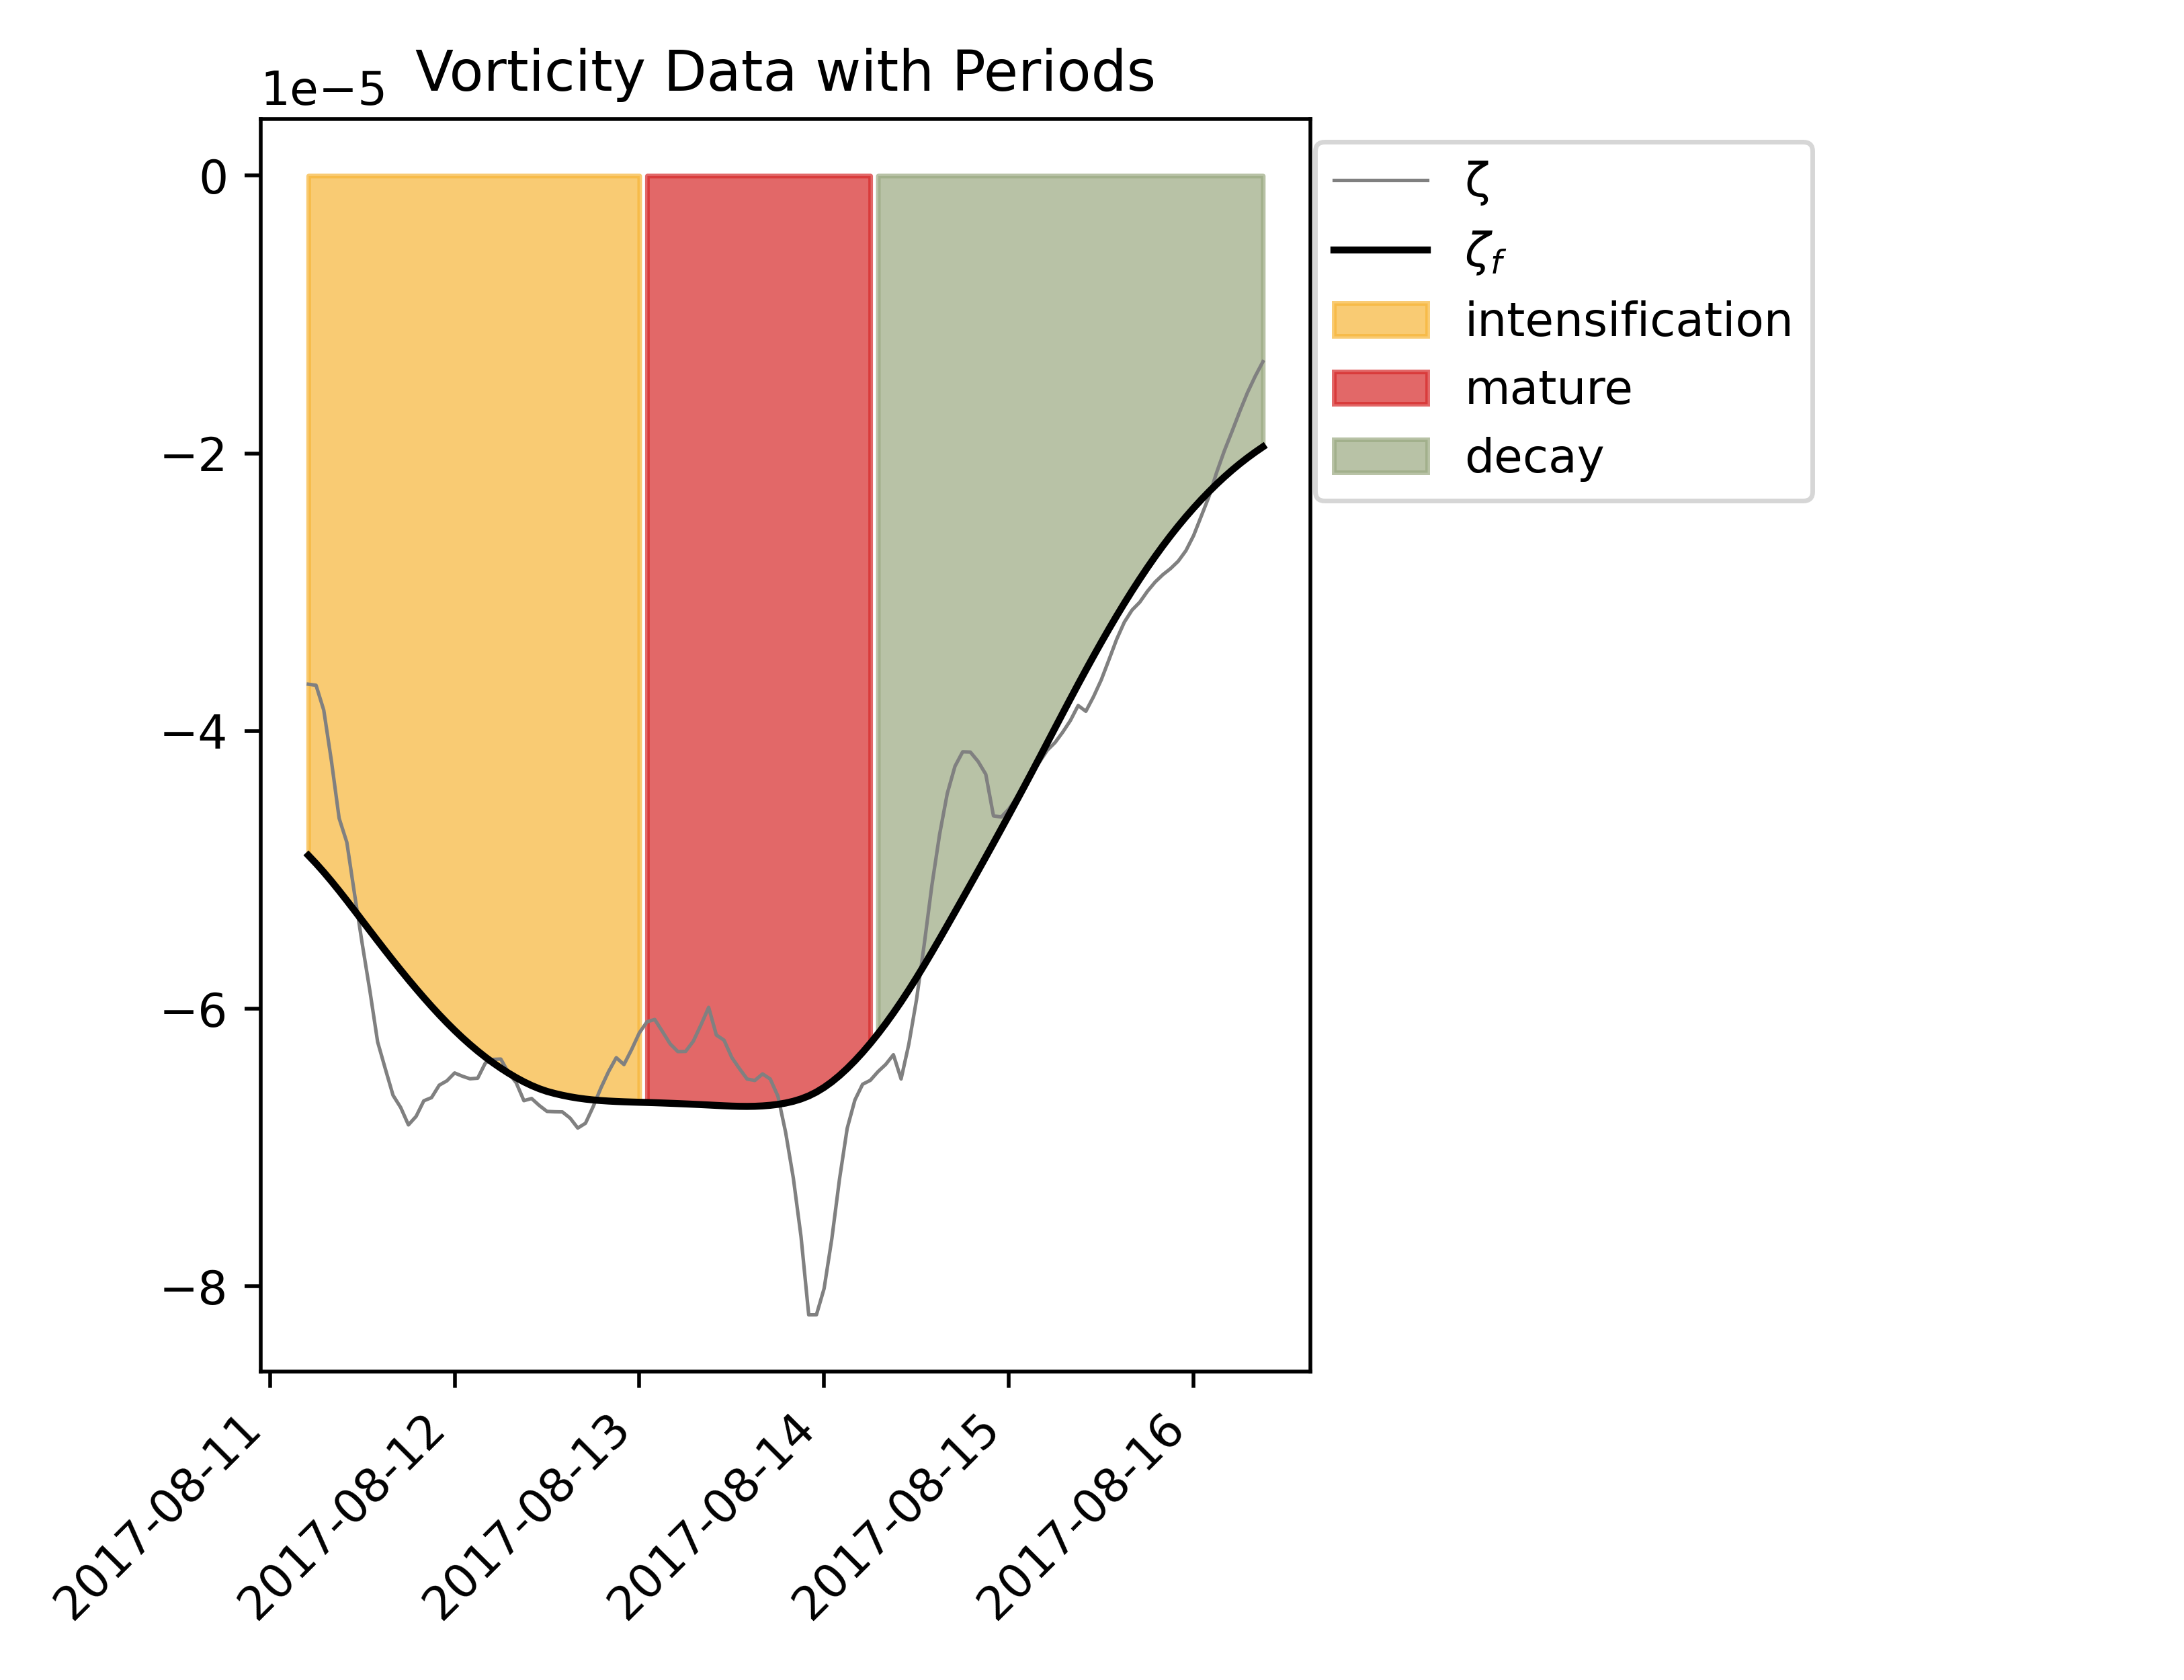 Vorticity Data with Periods
1e−5
0
−2
−4
−6
−8
2017-08-11
2017-08-12
2017-08-13
2017-08-14
2017-08-15
2017-08-16
ζ
ζf
intensification
mature
decay